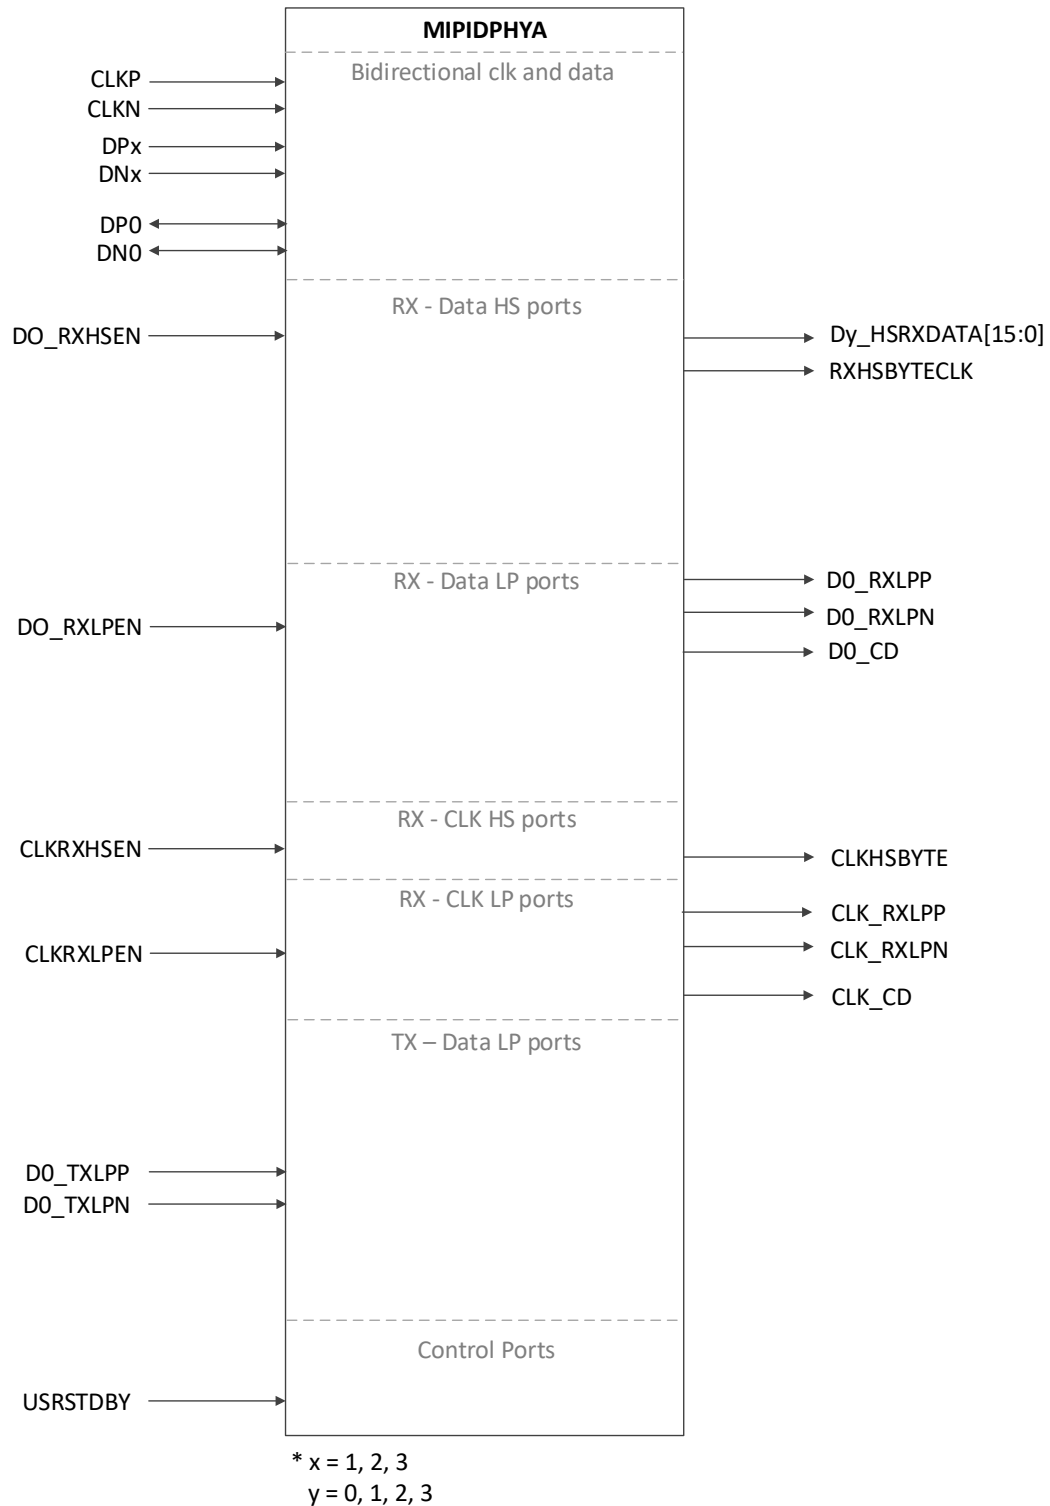 MIPIDPHYA
Bidirectional clk and data
CLKP
CLKN
DPx
DNx
DP0
DN0
RX - Data HS ports
DO_RXHSEN
Dy_HSRXDATA[15:0]
RXHSBYTECLK
RX - Data LP ports
D0_RXLPP
D0_RXLPN
DO_RXLPEN
D0_CD
RX - CLK HS ports
CLKRXHSEN
CLKHSBYTE
RX - CLK LP ports
CLK_RXLPP
CLKRXLPEN
CLK_RXLPN
CLK_CD
TX – Data LP ports
D0_TXLPP
D0_TXLPN
Control Ports
USRSTDBY
* x = 1, 2, 3
y = 0, 1, 2, 3